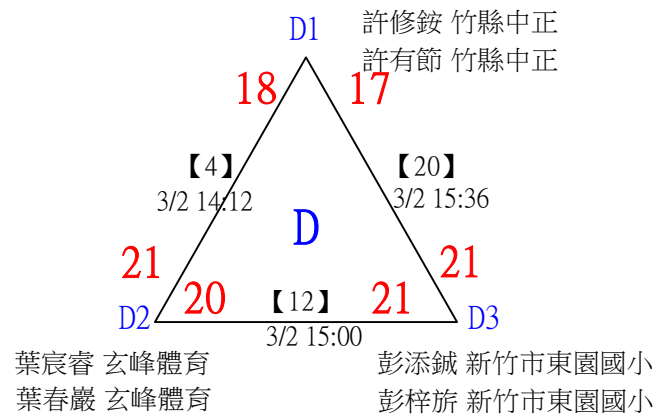 D1
許修銨 竹縣中正
許有節 竹縣中正
18
17
【4】
3/2 14:12
【20】
3/2 15:36
D
21
21
20
【12】
21
D2
3/2 15:00
D3
葉宸睿 玄峰體育
葉春巖 玄峰體育
彭添鋮 新竹市東園國小
彭梓旂 新竹市東園國小